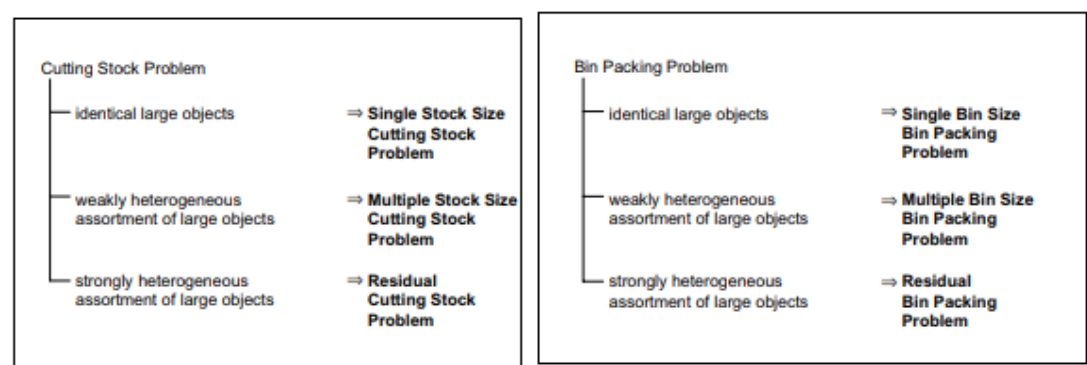 Cutting Stock Problem
identical large objects ⇒ Single Stock Size
Cutting Stock
Problem
weakly heterogeneous ⇒ Multiple Stock Size
assortment of large objects Cutting Stock
Problem
strongly heterogeneous ⇒ Residual
assortment of large objects Cutting Stock
Problem
Bin Packing Problem
identical large objects ⇒ Single Bin Size
Bin Packing
Problem
weakly heterogeneous ⇒ Multiple Bin Size
assortment of large objects Bin Packing
Problem
strongly heterogeneous ⇒ Residual
assortment of large objects Bin Packing
Problem